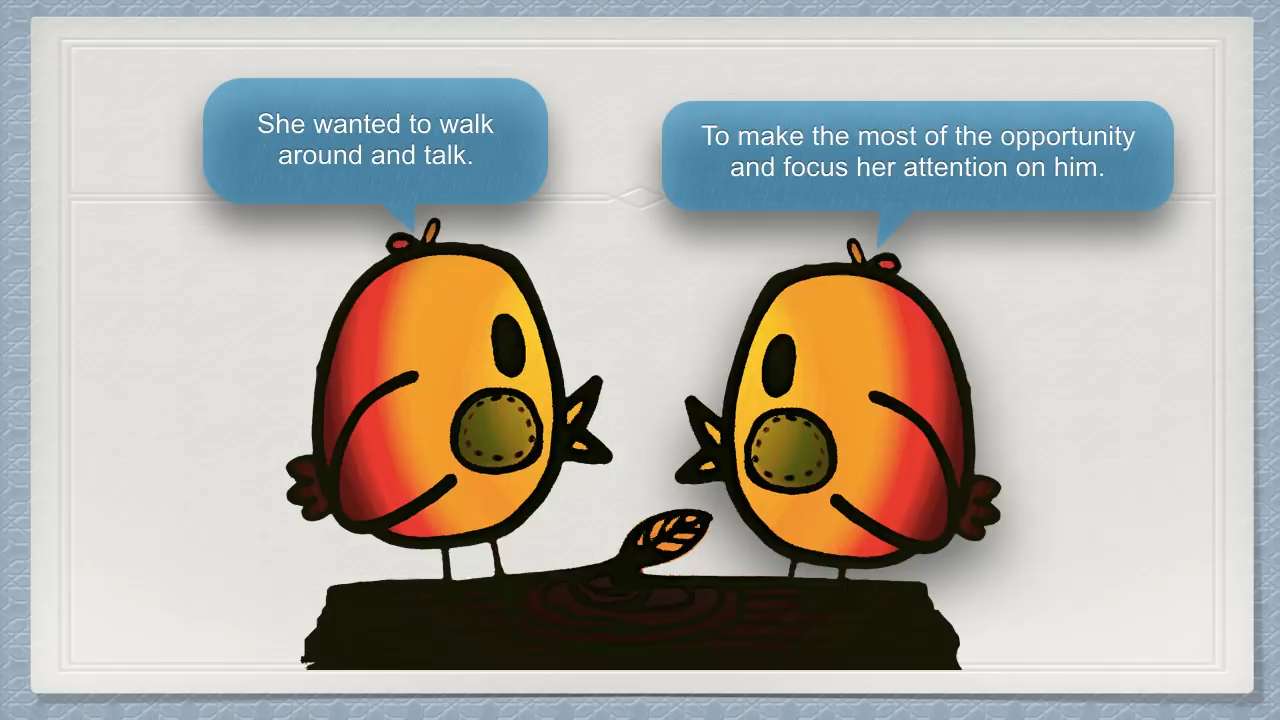 She wanted to walk
around and talk.
To make the most of the opportunity
and focus her attention on him.